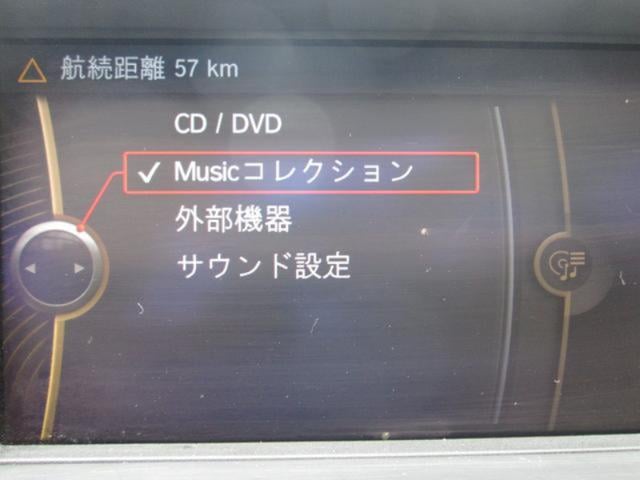 航続距離 57 km
CD / DVD
Musicコレクション
外部機器
サウンド設定